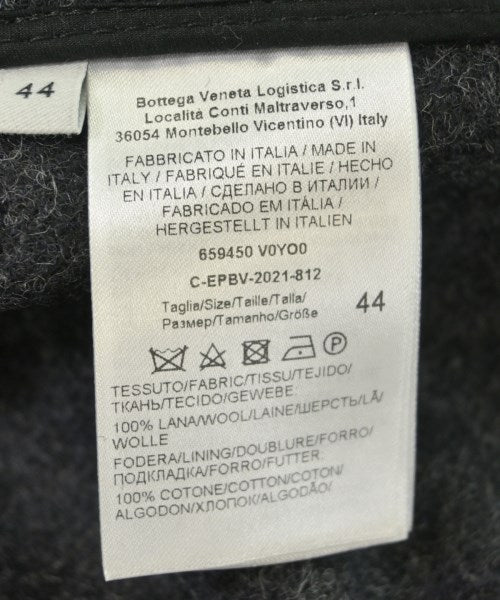 44
Bottega Veneta Logistica S.r.l.
Località Conti Maltraverso,1
36054 Montebello Vicentino (VI) Italy
FABBRICATO IN ITALIA / MADE IN
ITALY / FABRIQUÉ EN ITALIE / HECHO
EN ITALIA / СДЕЛАНО В ИТАЛИИ /
FABRICADO EM ITÁLIA /
HERGESTELLT IN ITALIEN
659450 V0YO0
C-EPBV-2021-812
Taglia/Size/Taille/Talla/
Размер/Tamanho/Größe 44
P
TESSUTO/FABRIC/TISSU/TEJIDO/
ТКАНЬ/TECIDO/GEWEBE
100% LANA/WOOL/LAINE/ШЕРСТЬ/LÃ/
WOLLE
FODERA/LINING/DOUBLURE/FORRO/
ПОДКЛАДКА/FORRO/FUTTER:
100% COTONE/COTTON/COTON/
ALGODON/ХЛОПОК/ALGODÃO/